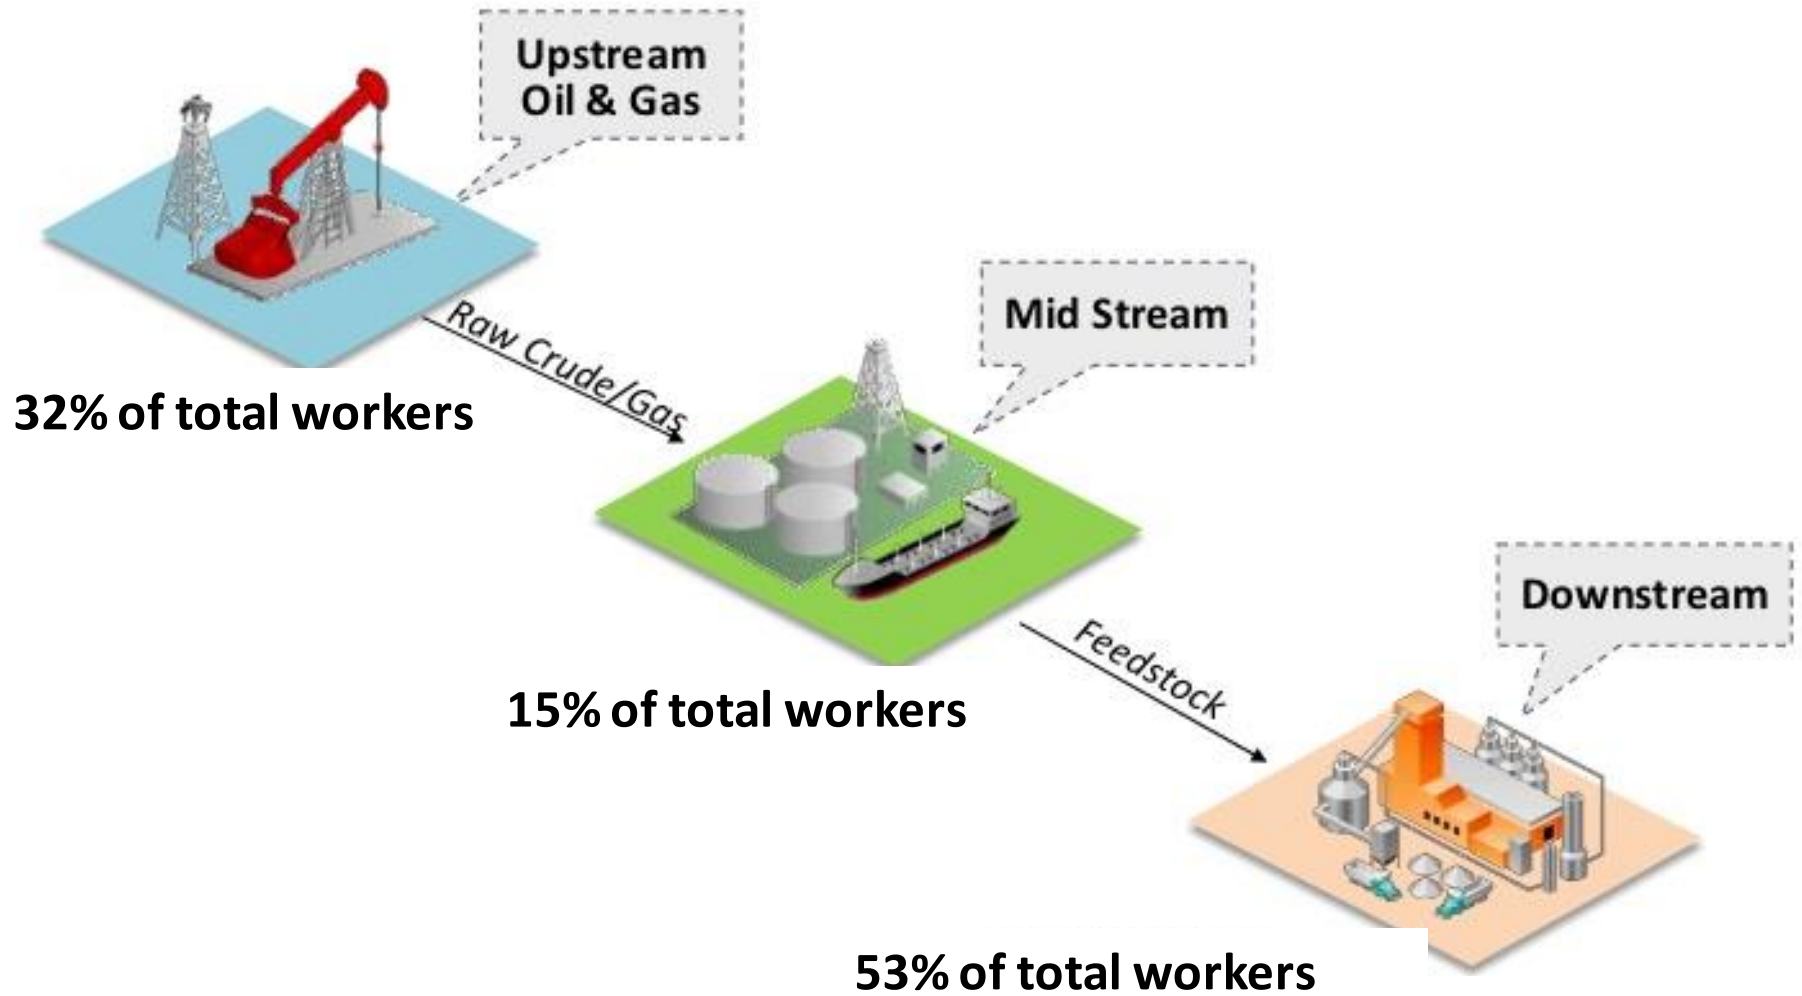 Upstream
Oil & Gas
Raw Crude/Gas
32% of total workers
Mid Stream
15% of total workers
Feedstock
Downstream
53% of total workers